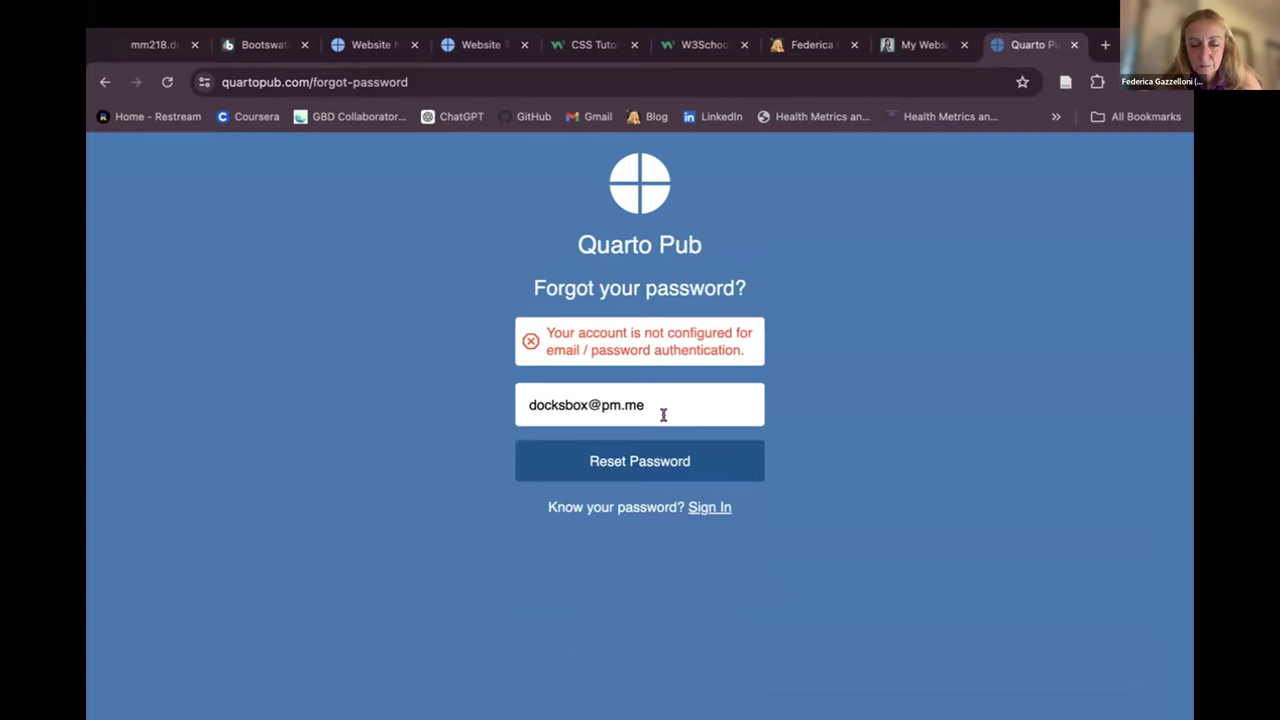 mm218.d
Bootswat
Website
Website T
CSS Tuto
W3Schoo
Federica
My Websi
Quarto Pu
quartopub.com/forgot-password
Federica Gazzelloni (...
Home - Restream
Coursera
GBD Collaborator...
ChatGPT
GitHub
Gmail
Blog
LinkedIn
Health Metrics an...
Health Metrics an...
»
All Bookmarks
Quarto Pub
Forgot your password?
Your account is not configured for
email / password authentication.
docksbox@pm.me
Reset Password
Know your password? Sign In